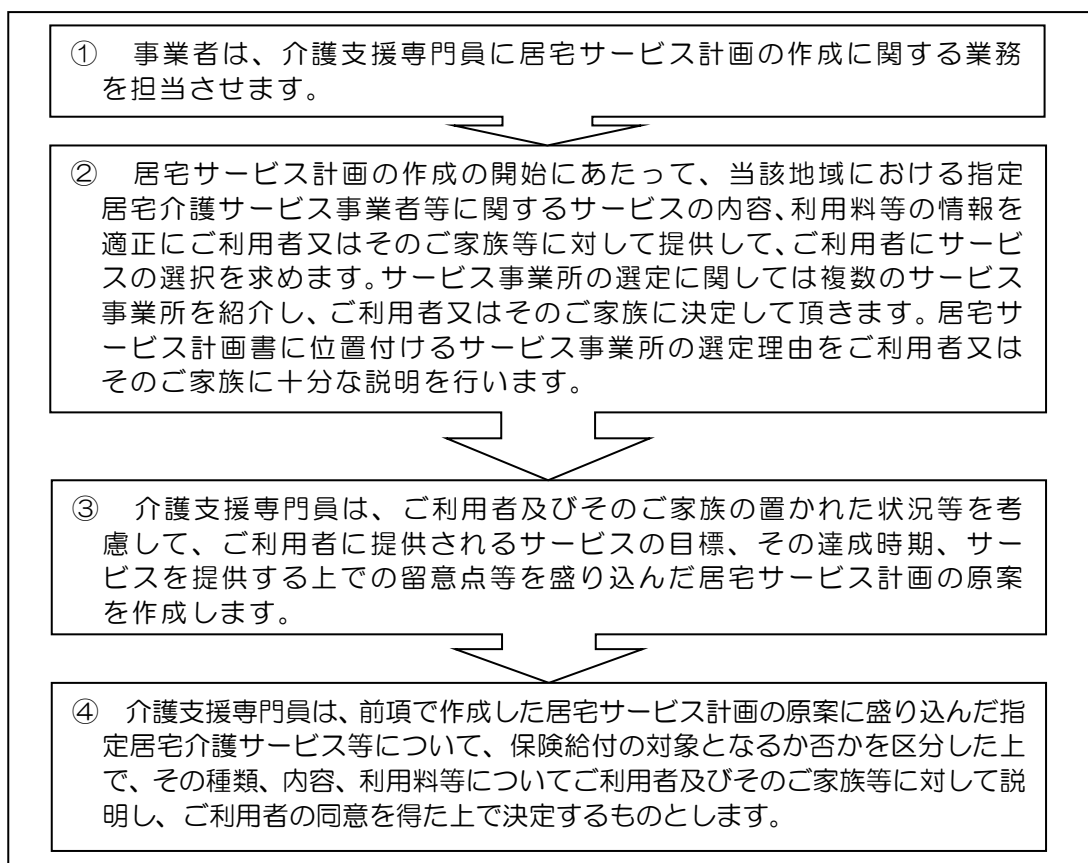 ① 事業者は、介護支援専門員に居宅サービス計画の作成に関する業務
を担当させます。
② 居宅サービス計画の作成の開始にあたって、当該地域における指定
居宅介護サービス事業者等に関するサービスの内容、利用料等の情報を
適正にご利用者又はそのご家族等に対して提供して、ご利用者にサービ
スの選択を求めます。サービス事業所の選定に関しては複数のサービス
事業所を紹介し、ご利用者又はそのご家族に決定して頂きます。居宅サ
ービス計画書に位置付けるサービス事業所の選定理由をご利用者又は
そのご家族に十分な説明を行います。
③ 介護支援専門員は、ご利用者及びそのご家族の置かれた状況等を考
慮して、ご利用者に提供されるサービスの目標、その達成時期、サー
ビスを提供する上での留意点等を盛り込んだ居宅サービス計画の原案
を作成します。
④ 介護支援専門員は、前項で作成した居宅サービス計画の原案に盛り込んだ指
定居宅介護サービス等について、保険給付の対象となるか否かを区分した上
で、その種類、内容、利用料等についてご利用者及びそのご家族等に対して説
明し、ご利用者の同意を得た上で決定するものとします。